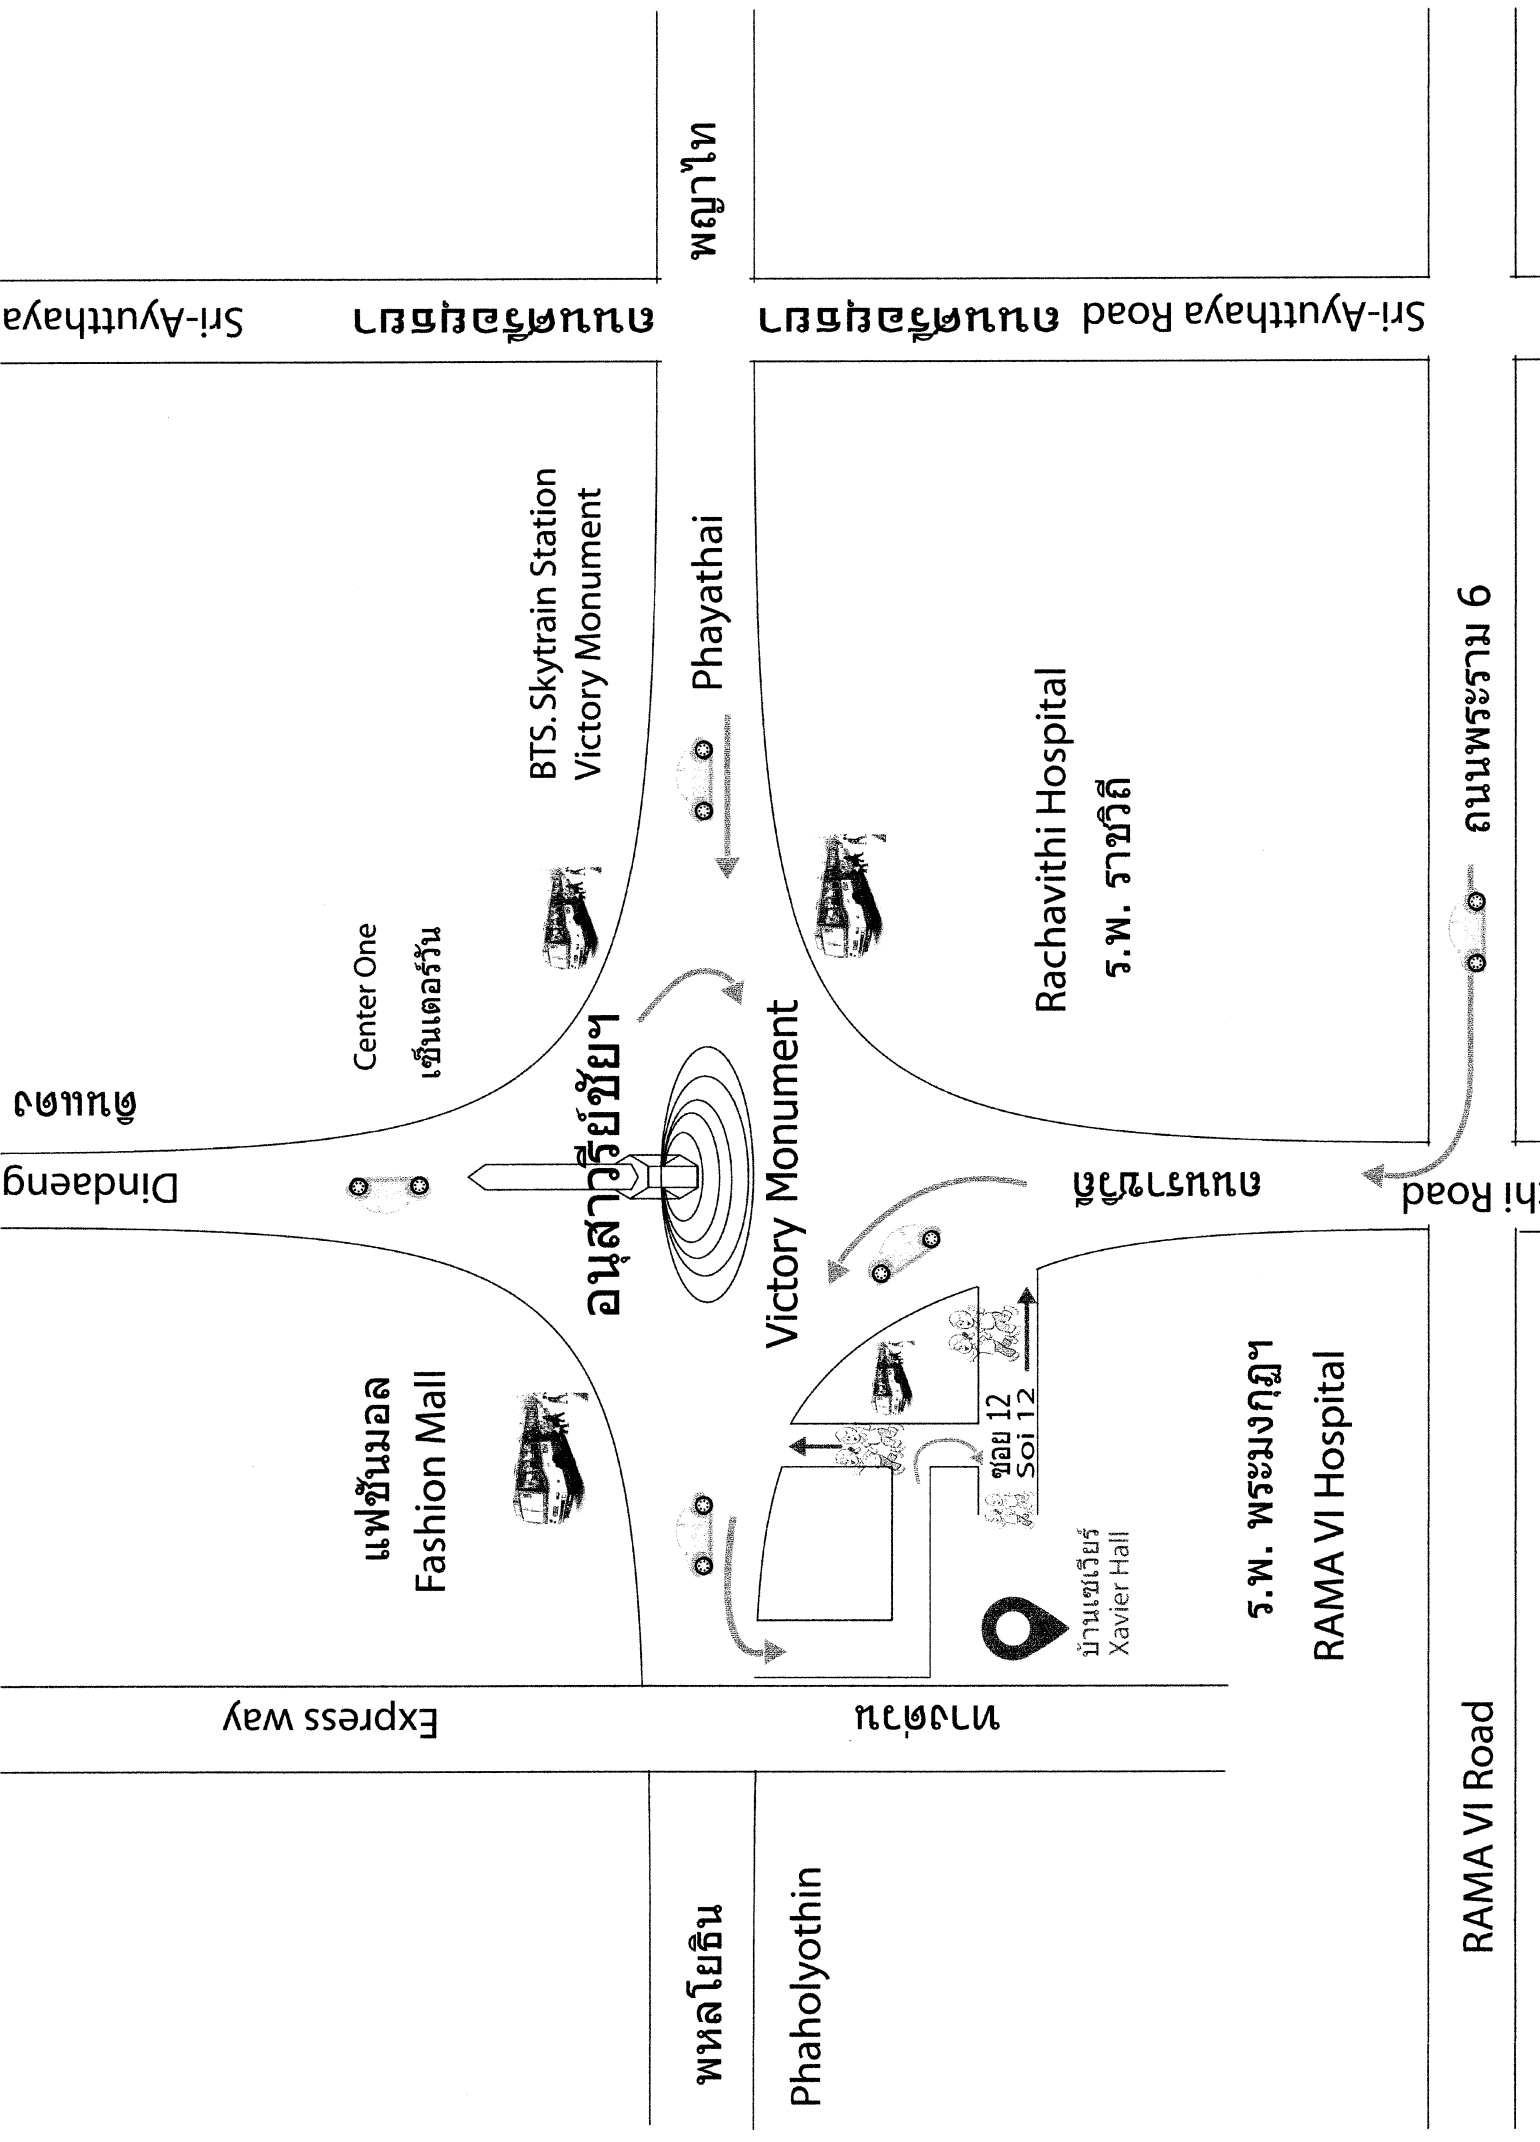 พญาไท
Sri-Ayutthaya
ถนนศรีอยุธยา
ถนนศรีอยุธยา
Sri-Ayutthaya Road
BTS. Skytrain Station
Victory Monument
Phayathai
ถนนพระราม 6
Rachavithi Hospital
ร.พ. ราชวิถี
Center One
เซ็นเตอร์วัน
ดินแดง
Dindaeng
อนุสาวรีย์ชัยฯ
Victory Monument
ถนนราชวิถี
hi Road
แฟชั่นมอล
Fashion Mall
ซอย 12
Soi 12
บ้านเซเวียร์
Xavier Hall
ร.พ. พระมงกุฎฯ
RAMA VI Hospital
Express way
ทางด่วน
RAMA VI Road
พหลโยธิน
Phaholyothin